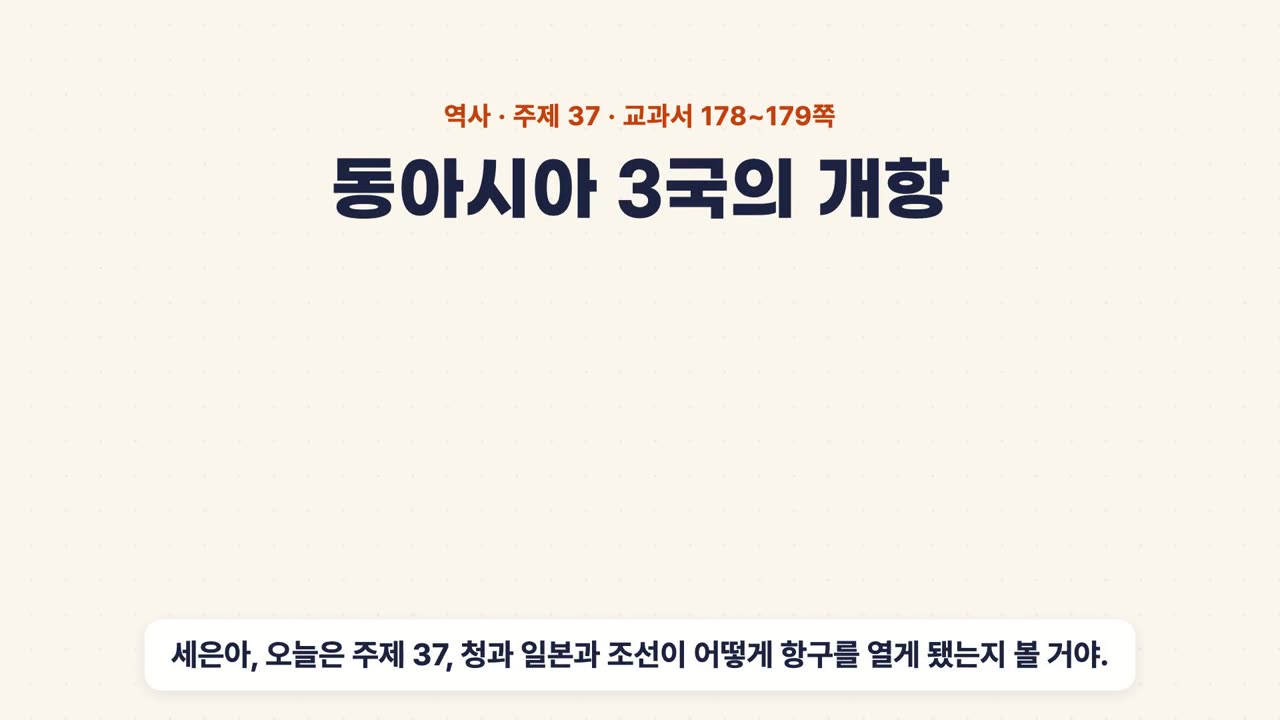 역사 · 주제 37 · 교과서 178~179쪽
동아시아 3국의 개항
세은아, 오늘은 주제 37, 청과 일본과 조선이 어떻게 항구를 열게 됐는지 볼 거야.